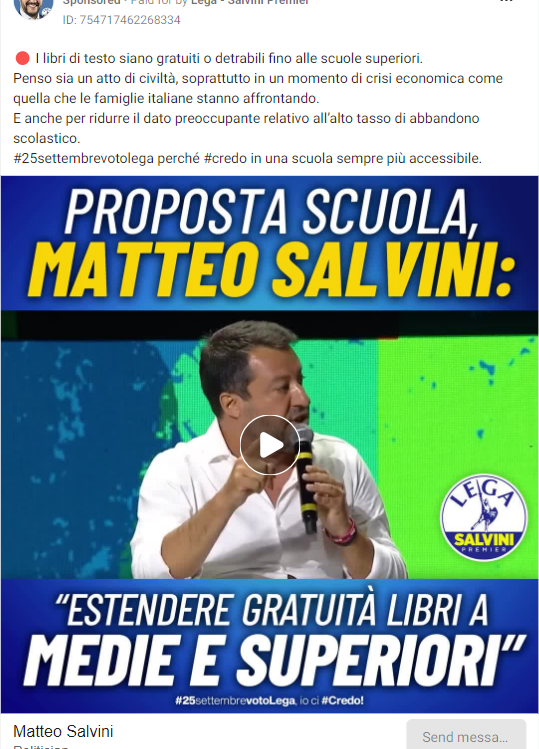 Sponsored · Paid for by Lega - Salvini Premier
ID: 754717462268334
🔴 I libri di testo siano gratuiti o detrabili fino alle scuole superiori.
Penso sia un atto di civiltà, soprattutto in un momento di crisi economica come
quella che le famiglie italiane stanno affrontando.
E anche per ridurre il dato preoccupante relativo all'alto tasso di abbandono
scolastico.
#25settembrevotolega perché #credo in una scuola sempre più accessibile.
PROPOSTA SCUOLA,
MATTEO SALVINI:
LEGA
SALVINI
PREMIER
“ESTENDERE GRATUITÀ LIBRI A
MEDIE E SUPERIORI”
#25settembrevotoLega, io ci #Credo!
Matteo Salvini
Send messa...
Politician